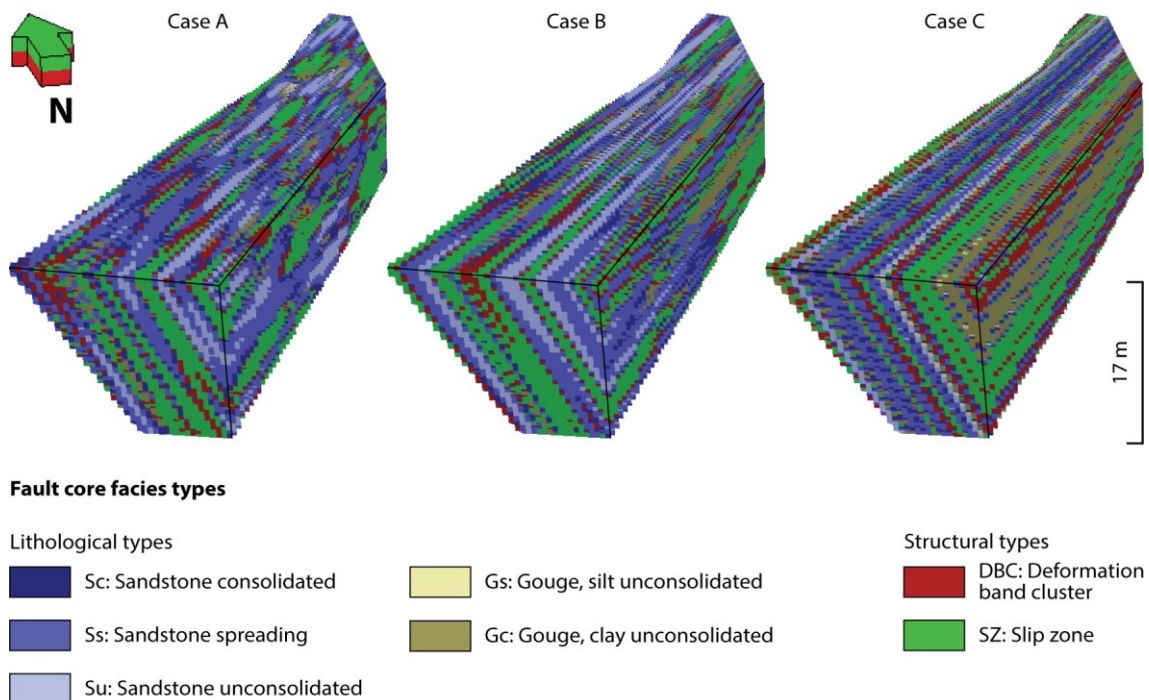 Case A
Case B
Case C
N
17 m
Fault core facies types
Lithological types
Sc: Sandstone consolidated
Ss: Sandstone spreading
Su: Sandstone unconsolidated
Gs: Gouge, silt unconsolidated
Gc: Gouge, clay unconsolidated
Structural types
DBC: Deformation
band cluster
SZ: Slip zone